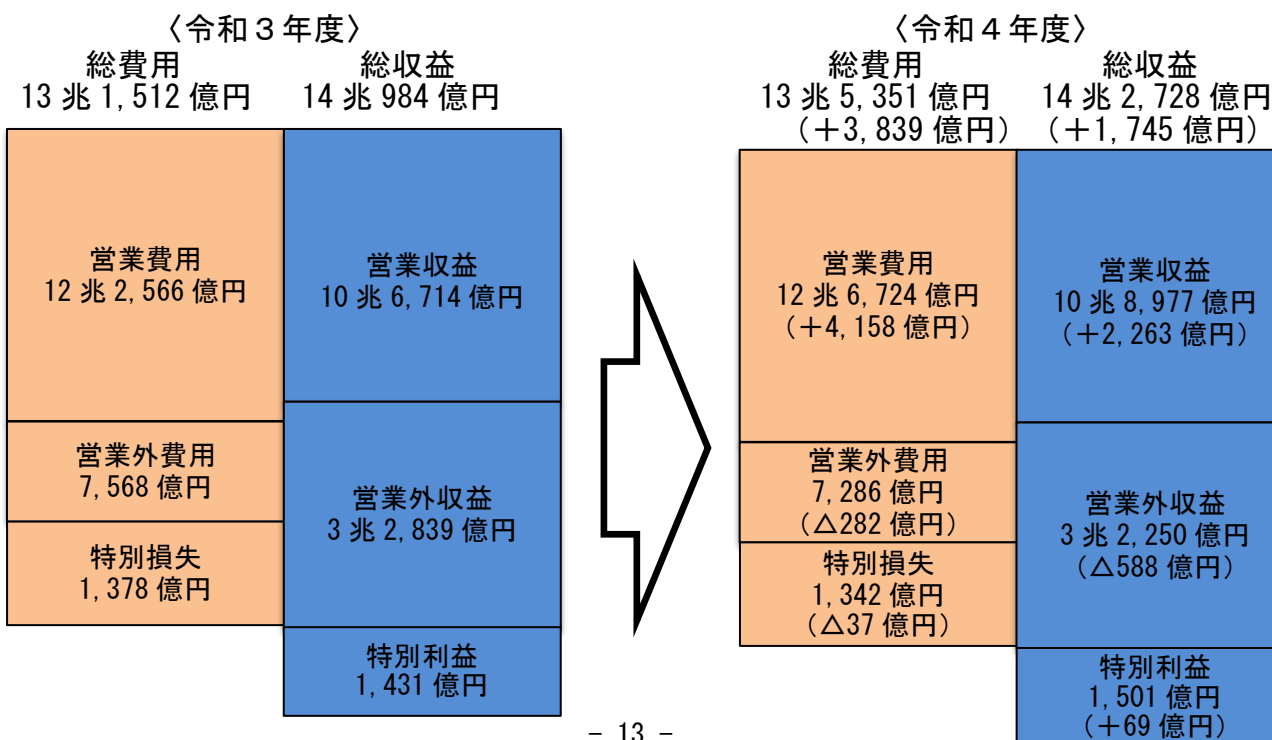 〈令和３年度〉
総費用
13 兆 1,512 億円
総収益
14 兆 984 億円
営業費用
12 兆 2,566 億円
営業外費用
7,568 億円
特別損失
1,378 億円
営業収益
10 兆 6,714 億円
営業外収益
3 兆 2,839 億円
特別利益
1,431 億円
〈令和４年度〉
総費用
13 兆 5,351 億円
（＋3,839 億円）
総収益
14 兆 2,728 億円
（＋1,745 億円）
営業費用
12 兆 6,724 億円
（＋4,158 億円）
営業外費用
7,286 億円
（△282 億円）
特別損失
1,342 億円
（△37 億円）
営業収益
10 兆 8,977 億円
（＋2,263 億円）
営業外収益
3 兆 2,250 億円
（△588 億円）
特別利益
1,501 億円
（＋69 億円）
- 13 -